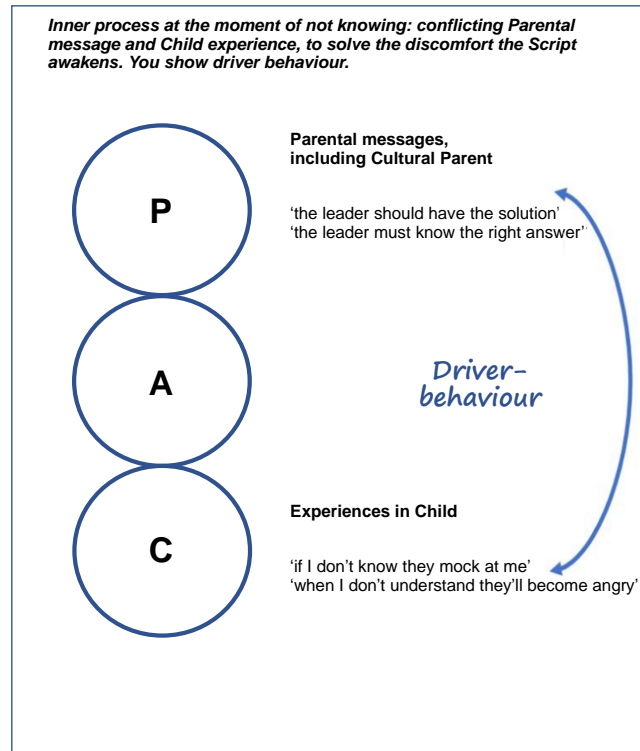 Inner process at the moment of not knowing: conflicting Parental
message and Child experience, to solve the discomfort the Script
awakens. You show driver behaviour.
P
Parental messages,
including Cultural Parent
‘the leader should have the solution’
‘the leader must know the right answer’
A
Driver-
behaviour
C
Experiences in Child
‘if I don’t know they mock at me’
‘when I don’t understand they’ll become angry’